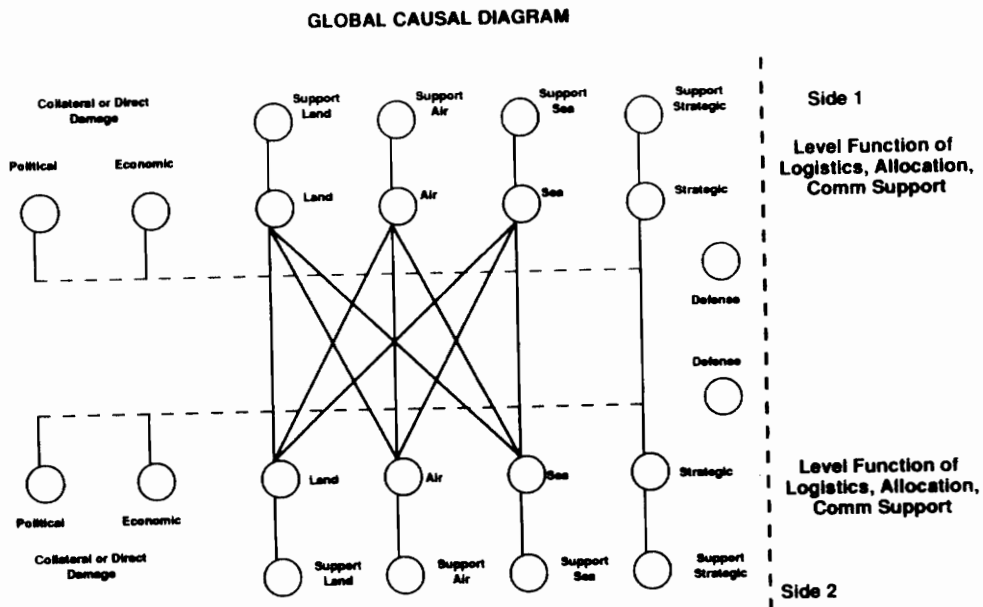 GLOBAL CAUSAL DIAGRAM
Collateral or Direct
Damage
Support
Land
Support
Air
Support
Sea
Support
Strategic
Side 1
Level Function of
Logistics, Allocation,
Comm Support
Political
Economic
Land
Air
Sea
Strategic
Defense
Defense
Land
Air
Sea
Strategic
Level Function of
Logistics, Allocation,
Comm Support
Political
Economic
Collateral or Direct
Damage
Support
Land
Support
Air
Support
Sea
Support
Strategic
Side 2